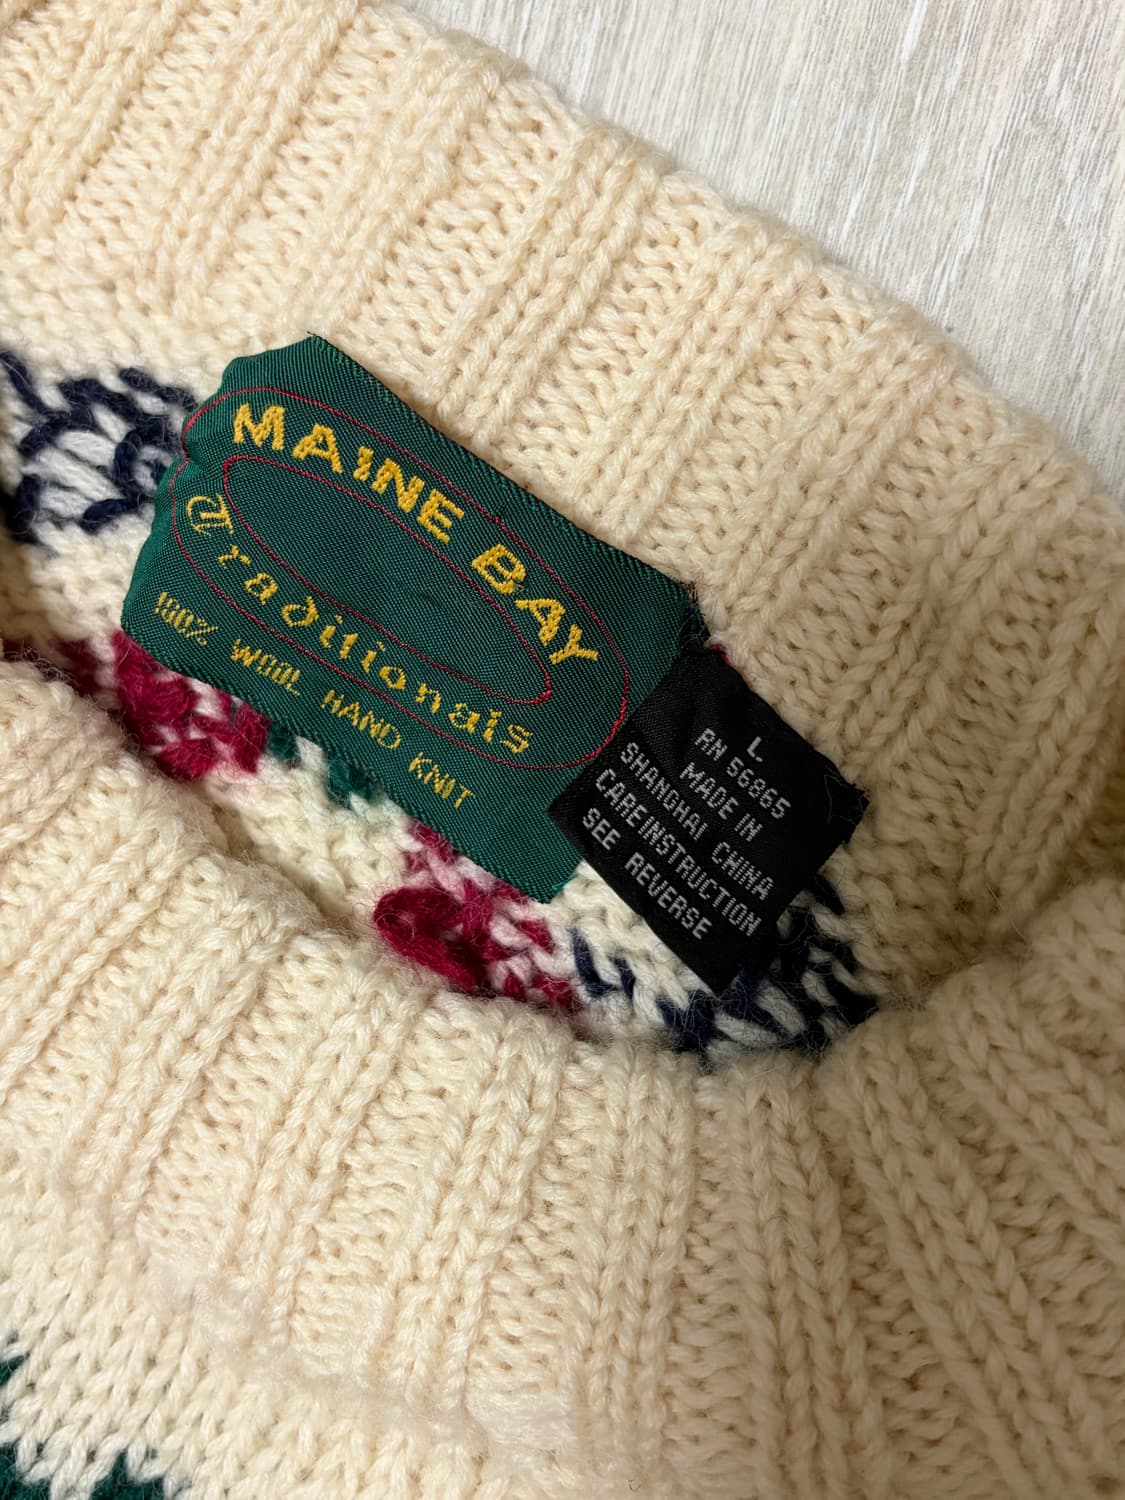 MAINE BAY
Traditionals
100% WOOL HAND KNIT
L
RN 56865
MADE IN
SHANGHAI CHINA
CAREINSTRUCTION
SEE REVERSE